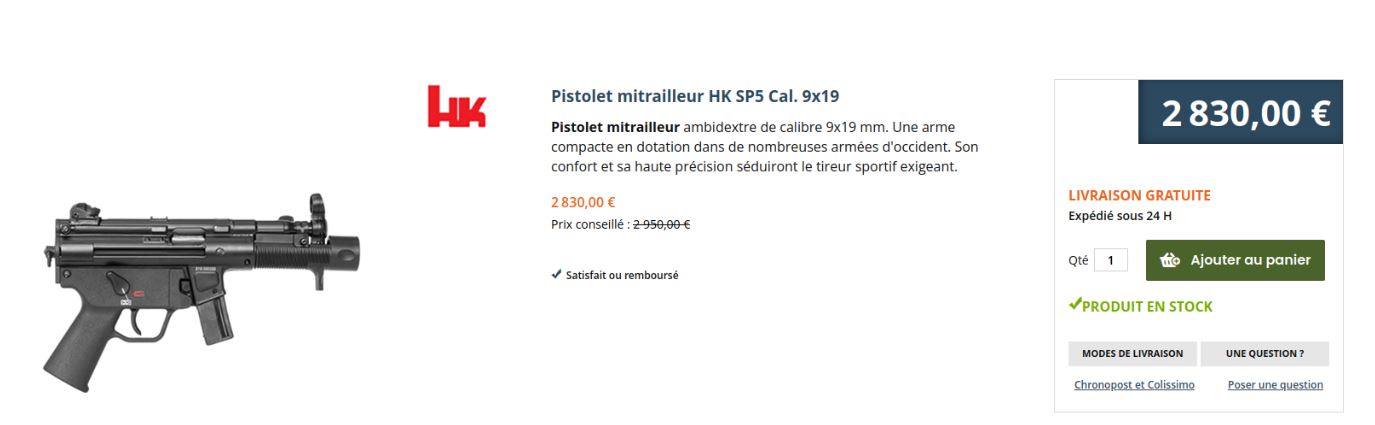 HK
Pistolet mitrailleur HK SP5 Cal. 9x19
Pistolet mitrailleur ambidextre de calibre 9x19 mm. Une arme
compacte en dotation dans de nombreuses armées d'occident. Son
confort et sa haute précision séduiront le tireur sportif exigeant.
2 830,00 €
Prix conseillé : 2 950,00 €
Satisfait ou remboursé
2 830,00 €
LIVRAISON GRATUITE
Expédié sous 24 H
Qté 1 Ajouter au panier
PRODUIT EN STOCK
MODES DE LIVRAISON UNE QUESTION ?
Chronopost et Colissimo Poser une question